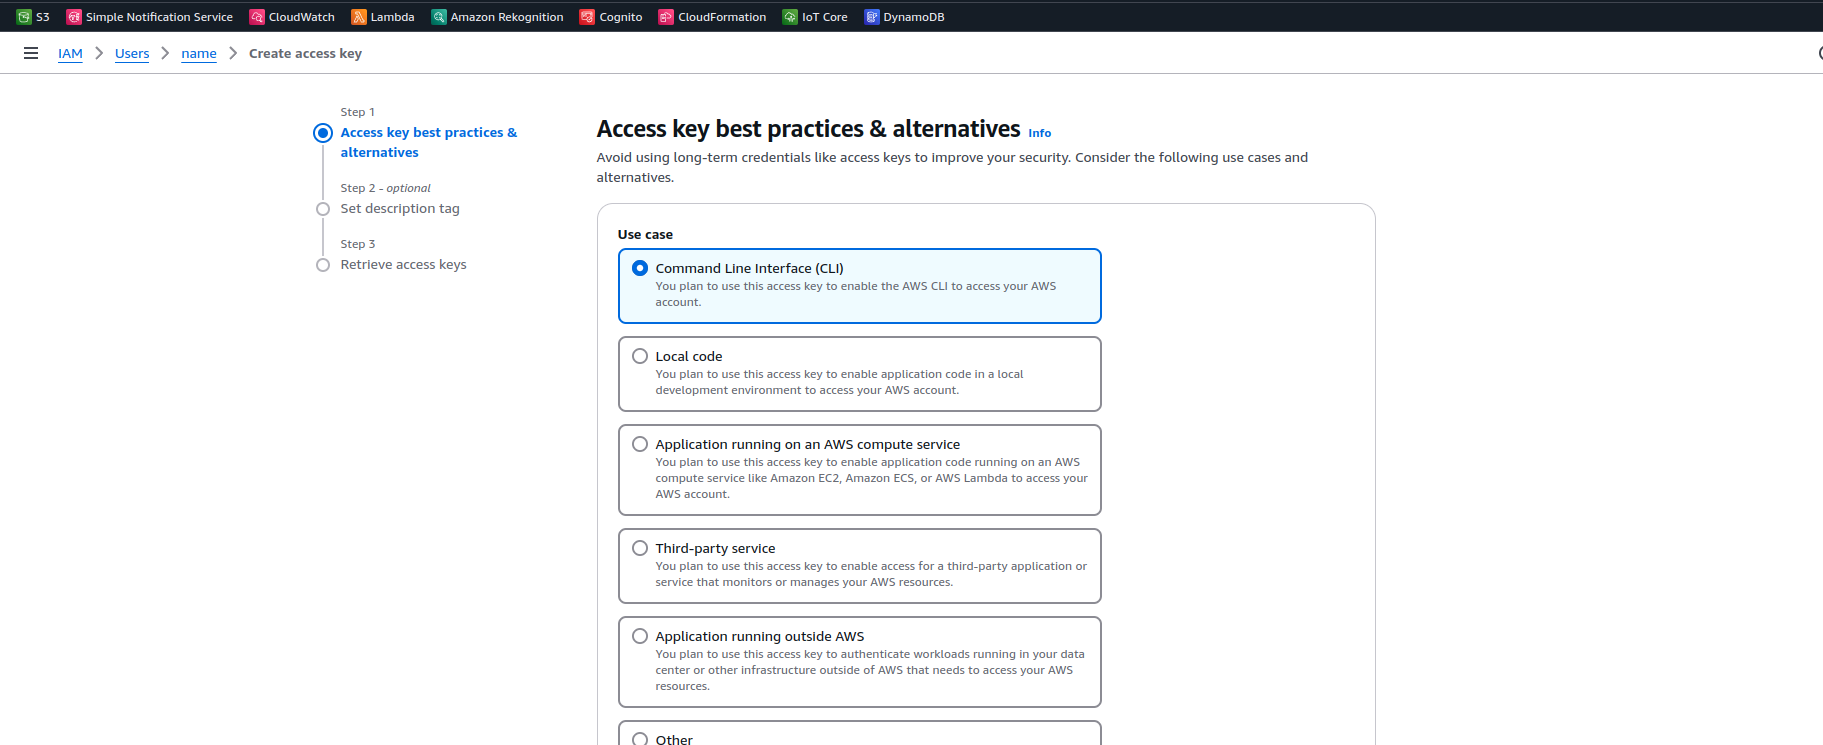 S3 Simple Notification Service CloudWatch Lambda Amazon Rekognition Cognito CloudFormation IoT Core DynamoDB
IAM Users name Create access key
Step 1
Access key best practices &
alternatives
Step 2 - optional
Set description tag
Step 3
Retrieve access keys
Access key best practices & alternatives Info
Avoid using long-term credentials like access keys to improve your security. Consider the following use cases and
alternatives.
Use case
Command Line Interface (CLI)
You plan to use this access key to enable the AWS CLI to access your AWS
account.
Local code
You plan to use this access key to enable application code in a local
development environment to access your AWS account.
Application running on an AWS compute service
You plan to use this access key to enable application code running on an AWS
compute service like Amazon EC2, Amazon ECS, or AWS Lambda to access your
AWS account.
Third-party service
You plan to use this access key to enable access for a third-party application or
service that monitors or manages your AWS resources.
Application running outside AWS
You plan to use this access key to authenticate workloads running in your data
center or other infrastructure outside of AWS that needs to access your AWS
resources.
Other